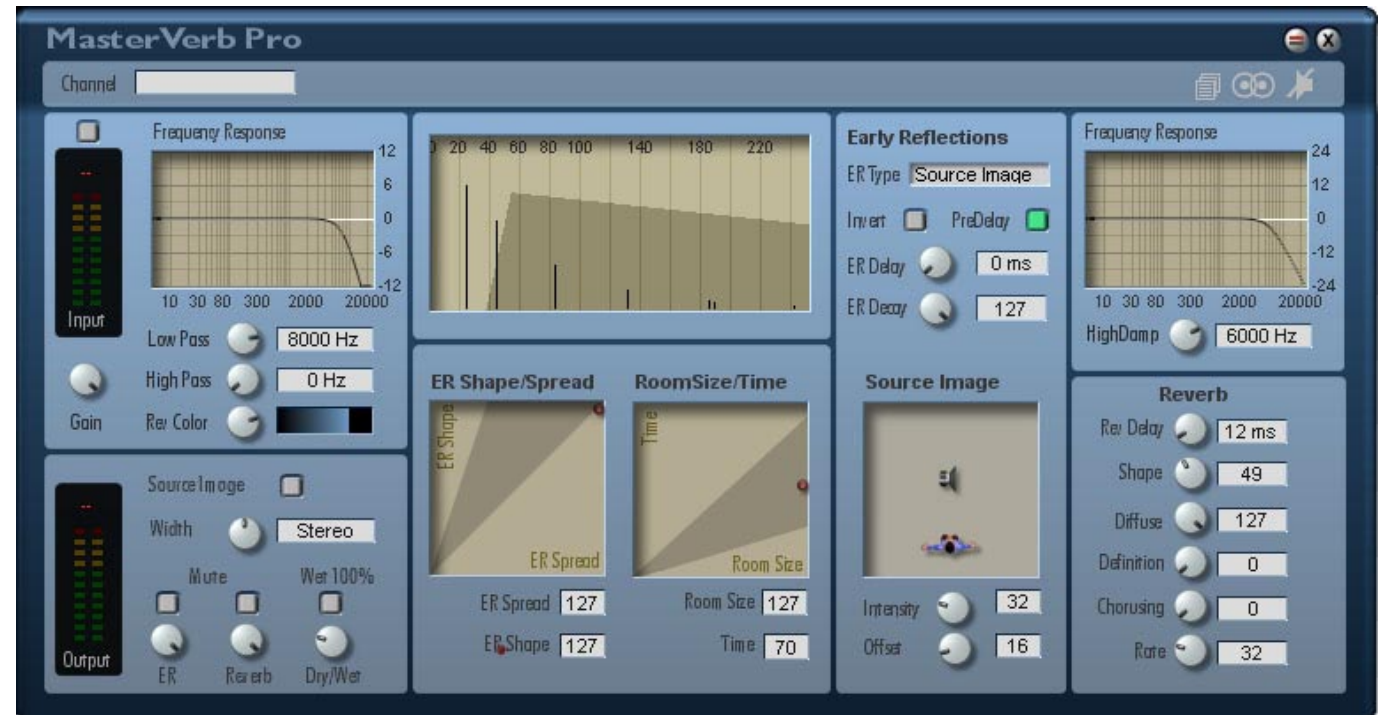 MasterVerb Pro
Channel
Frequency Response
12
6
0
-6
-12
10 30 80 300 2000 20000
--
Input
Low Pass 8000 Hz
High Pass 0 Hz
Gain
Rev Color
SourceImage
--
Width Stereo
Mute Wet 100%
Output
ER Reverb Dry/Wet
0 20 40 60 80 100 140 180 220
ER Shape/Spread RoomSize/Time
ER Shape
ER Spread
Time
Room Size
ER Spread 127
ER Shape 127
Room Size 127
Time 70
Early Reflections
ER Type Source Image
Invert PreDelay
ER Delay 0 ms
ER Decay 127
Source Image
Intensity 32
Offset 16
Frequency Response
24
12
0
-12
-24
10 30 80 300 2000 20000
HighDamp 6000 Hz
Reverb
Rev Delay 12 ms
Shape 49
Diffuse 127
Definition 0
Chorusing 0
Rate 32